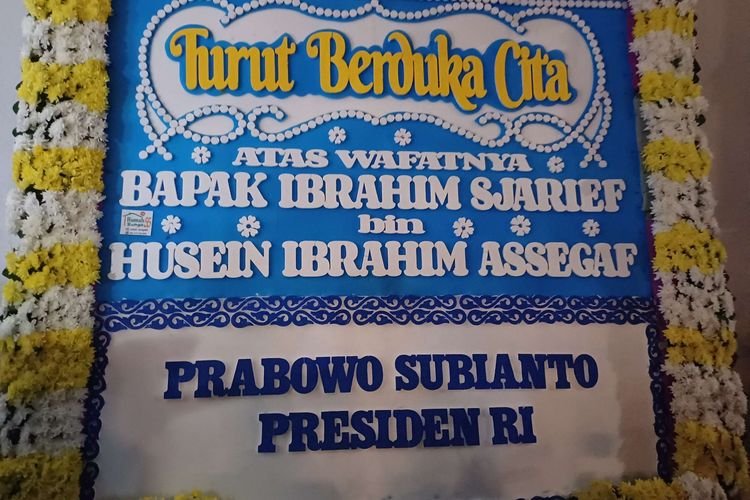 Turut Berduka Cita
ATAS WAFATNYA
BAPAK IBRAHIM SJARIEF
bin
HUSEIN IBRAHIM ASSEGAF
PRABOWO SUBIANTO
PRESIDEN RI